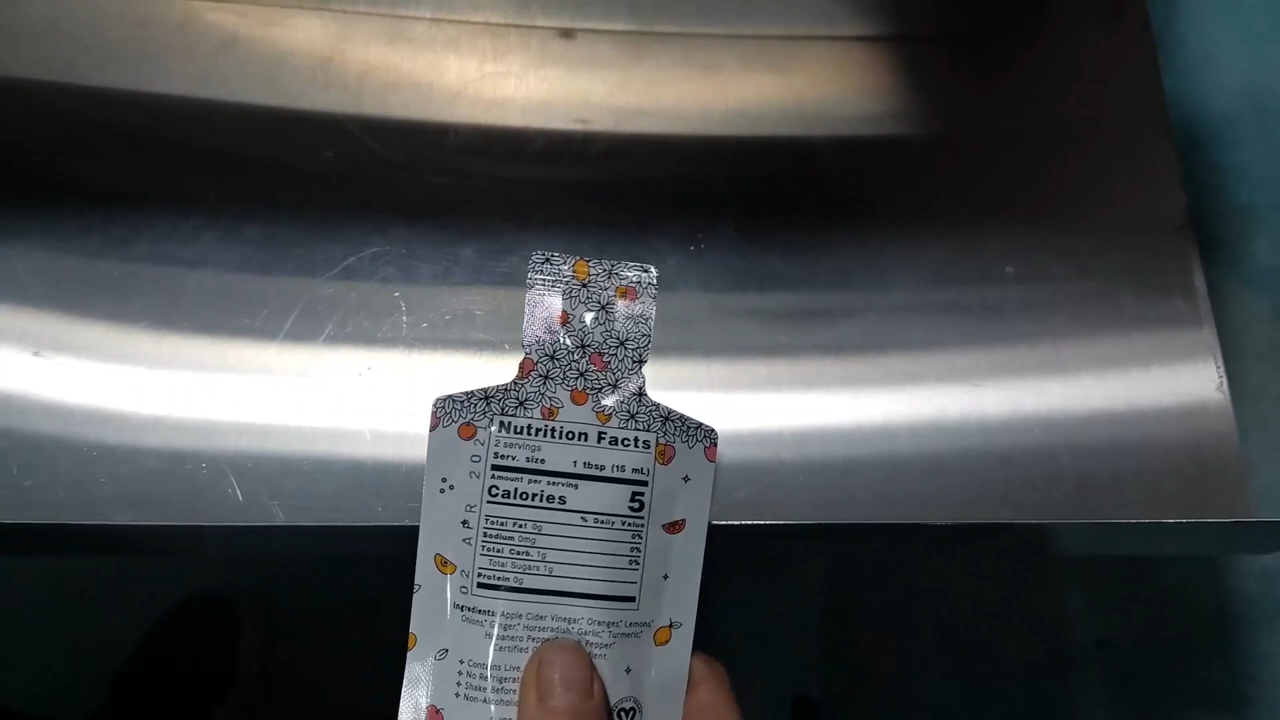 Nutrition Facts
2 servings
Serv. size 1 tbsp (15 mL)
Amount per serving
Calories 5
% Daily Value
Total Fat 0g 0%
Sodium 0mg 0%
Total Carb. 1g 0%
Total Sugars 1g
Protein 0g
02 APR 202
Ingredients: Apple Cider Vinegar,* Oranges,* Lemons,*
Onions,* Ginger,* Horseradish,* Garlic,* Turmeric,*
Habanero Pepper,* Pepper.*
Certified
Contains Live
No Refrigerat
Shake Before
Non-Alcoholic